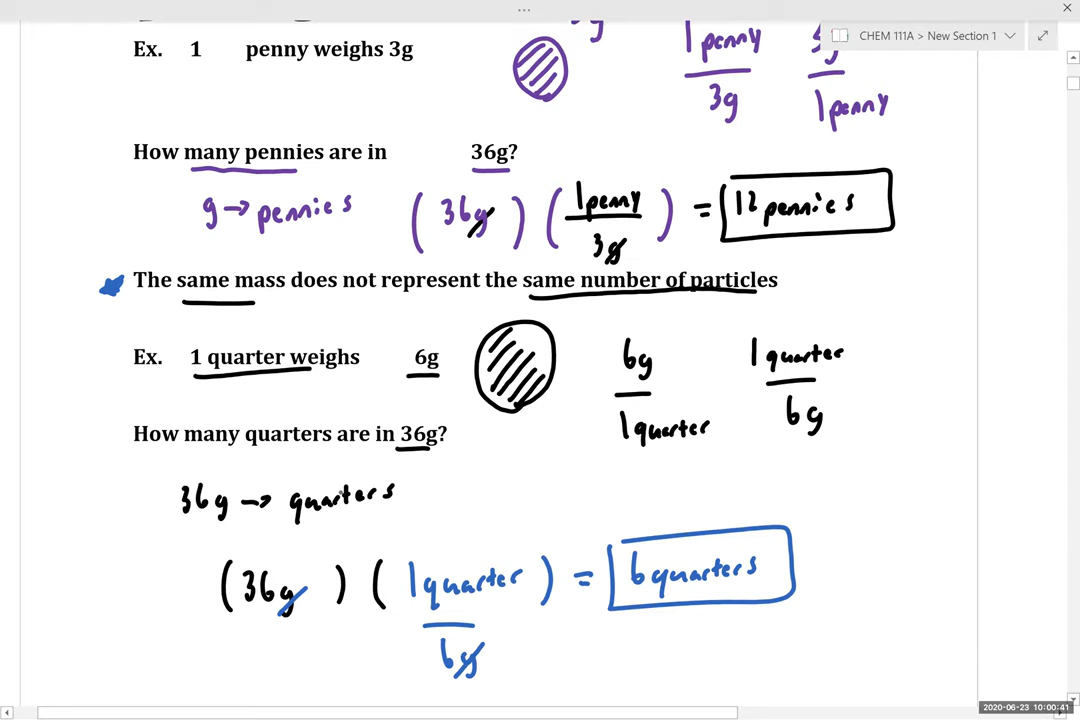 CHEM 111A > New Section 1
Ex. 1 penny weighs 3g
1 penny
3g
1 penny
How many pennies are in 36g?
g → pennies (36g) (1 penny / 3g) = 12 pennies
The same mass does not represent the same number of particles
Ex. 1 quarter weighs 6g
6g
1 quarter
1 quarter
6g
How many quarters are in 36g?
36g → quarters
(36g) (1 quarter) = 6 quarters
6g
2020-06-23 10:00:41